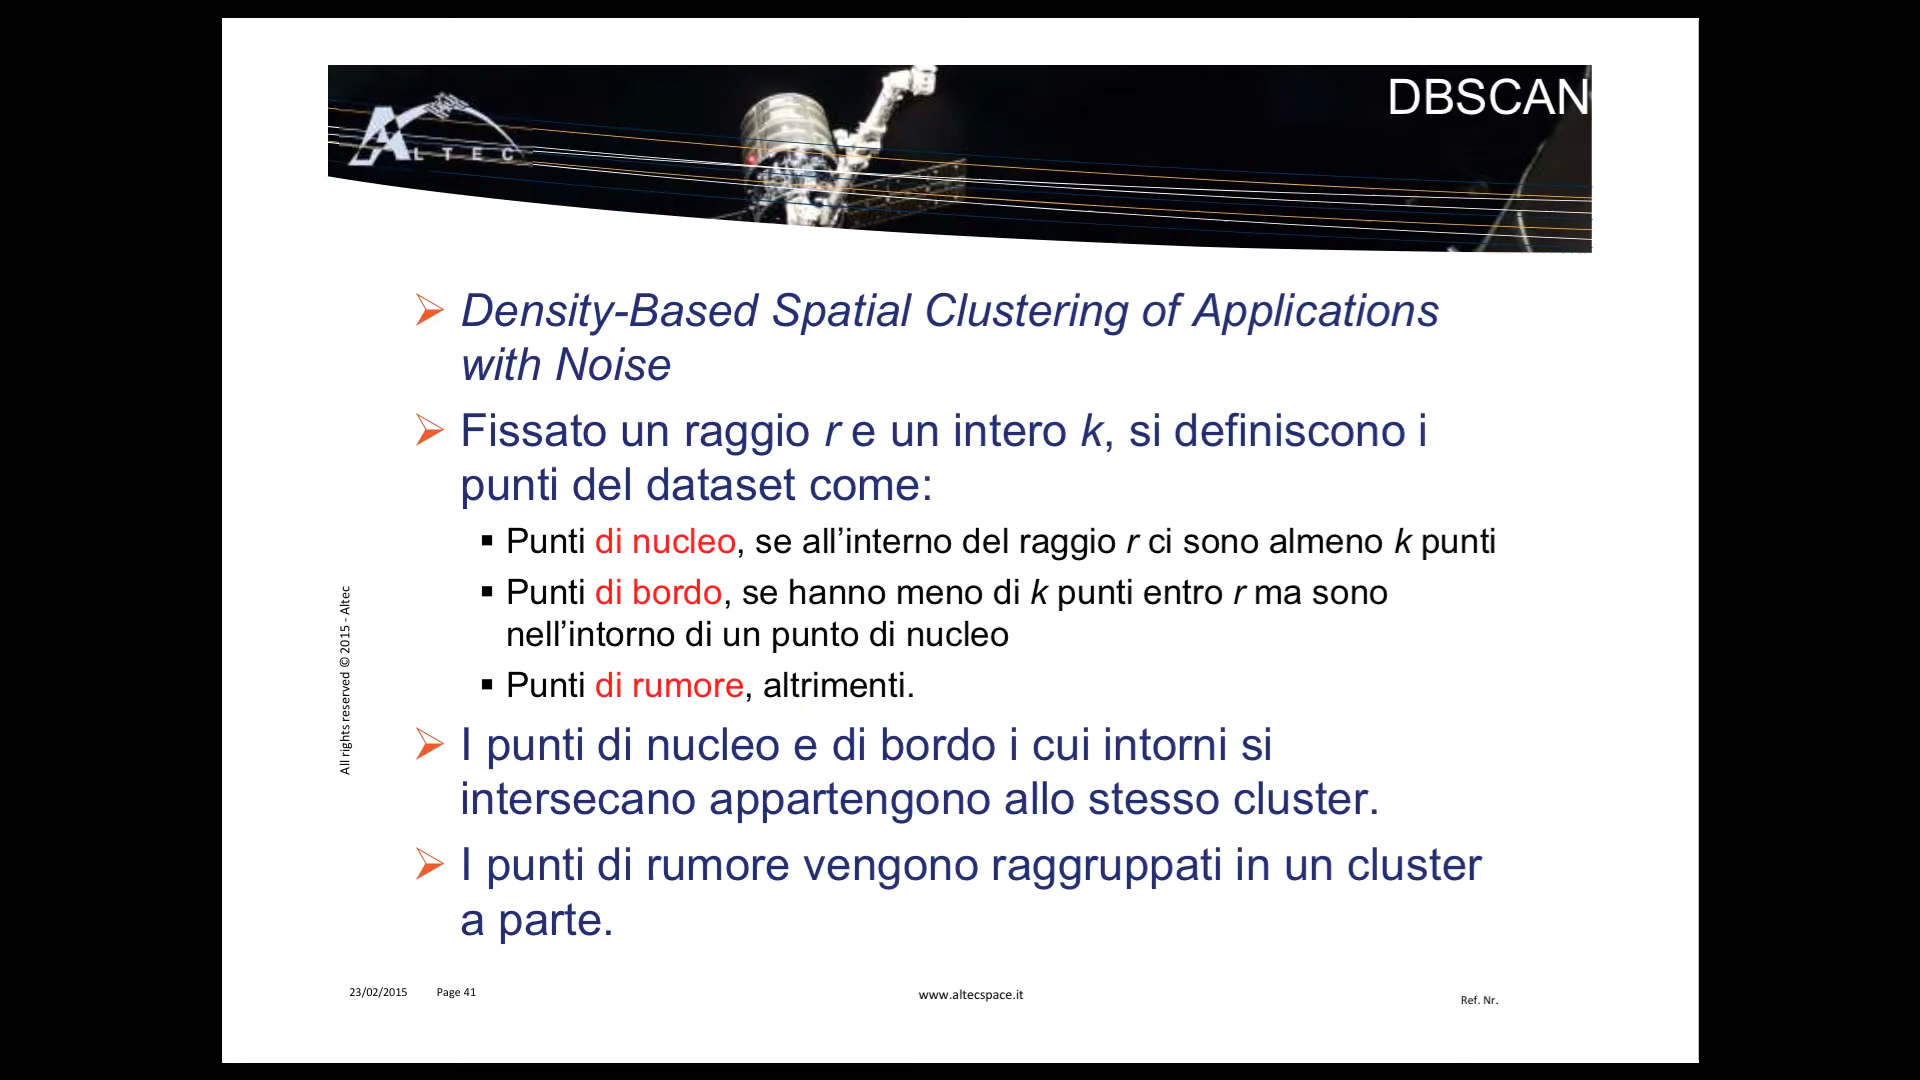 DBSCAN
ALTEC
Density-Based Spatial Clustering of Applications
with Noise
Fissato un raggio r e un intero k, si definiscono i
punti del dataset come:
Punti di nucleo, se all’interno del raggio r ci sono almeno k punti
Punti di bordo, se hanno meno di k punti entro r ma sono
nell’intorno di un punto di nucleo
Punti di rumore, altrimenti.
I punti di nucleo e di bordo i cui intorni si
intersecano appartengono allo stesso cluster.
I punti di rumore vengono raggruppati in un cluster
a parte.
All rights reserved © 2015 - Altec
23/02/2015 Page 41
www.altecspace.it
Ref. Nr.